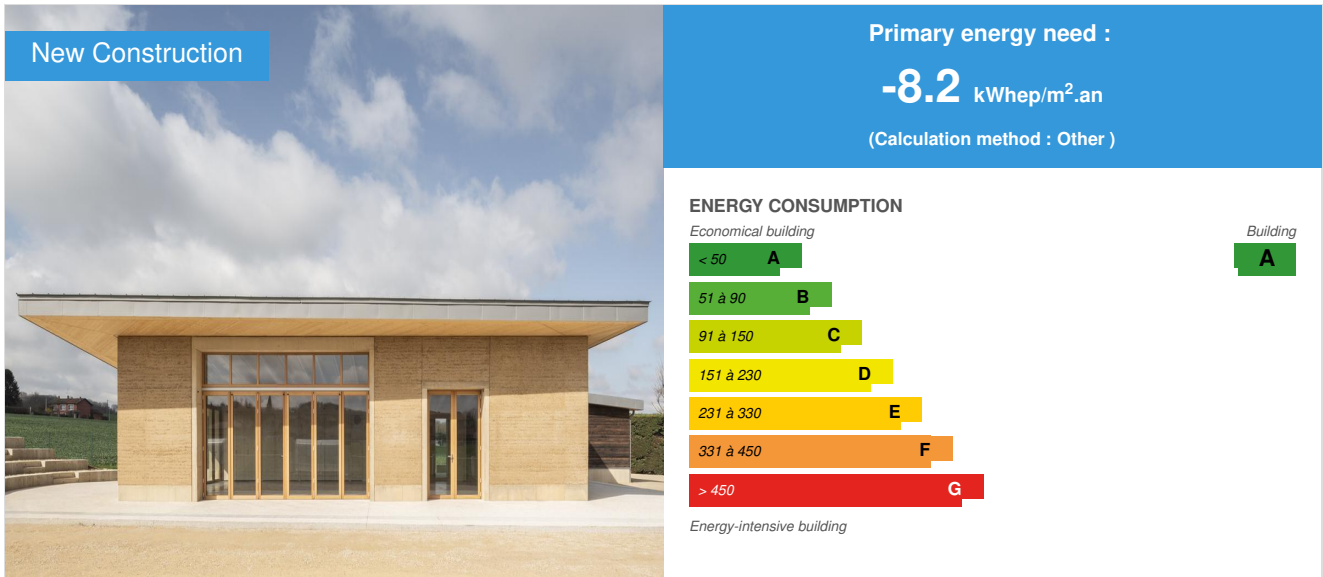 New Construction
Primary energy need :
-8.2 kWhep/m².an
(Calculation method : Other )
ENERGY CONSUMPTION
Economical building
Building
< 50 A
A
51 à 90 B
91 à 150 C
151 à 230 D
231 à 330 E
331 à 450 F
> 450 G
Energy-intensive building